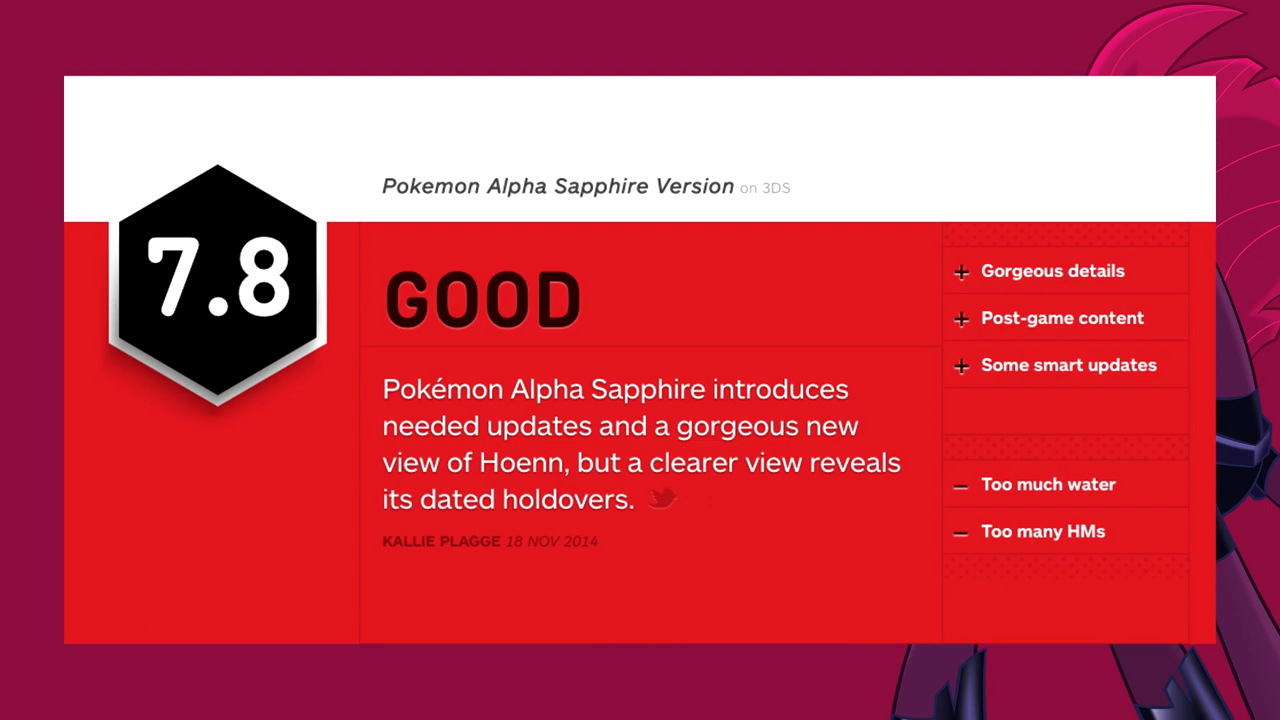 Pokemon Alpha Sapphire Version on 3DS
7.8
GOOD
Pokémon Alpha Sapphire introduces
needed updates and a gorgeous new
view of Hoenn, but a clearer view reveals
its dated holdovers.
KALLIE PLAGGE 18 NOV 2014
+ Gorgeous details
+ Post-game content
+ Some smart updates
– Too much water
– Too many HMs